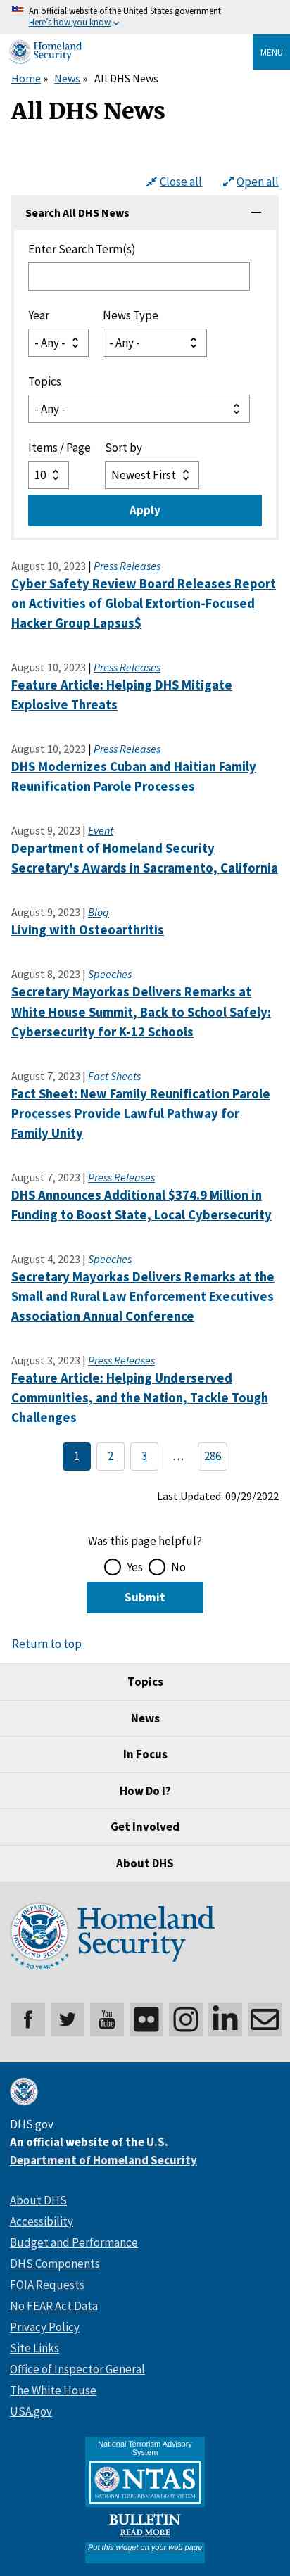 An official website of the United States government
Here's how you know
Homeland
Security
MENU
Home » News » All DHS News
All DHS News
Close all Open all
Search All DHS News
Enter Search Term(s)
Year News Type
- Any - - Any -
Topics
- Any -
Items / Page Sort by
10 Newest First
Apply
August 10, 2023 | Press Releases
Cyber Safety Review Board Releases Report
on Activities of Global Extortion-Focused
Hacker Group Lapsus$
August 10, 2023 | Press Releases
Feature Article: Helping DHS Mitigate
Explosive Threats
August 10, 2023 | Press Releases
DHS Modernizes Cuban and Haitian Family
Reunification Parole Processes
August 9, 2023 | Event
Department of Homeland Security
Secretary's Awards in Sacramento, California
August 9, 2023 | Blog
Living with Osteoarthritis
August 8, 2023 | Speeches
Secretary Mayorkas Delivers Remarks at
White House Summit, Back to School Safely:
Cybersecurity for K-12 Schools
August 7, 2023 | Fact Sheets
Fact Sheet: New Family Reunification Parole
Processes Provide Lawful Pathway for
Family Unity
August 7, 2023 | Press Releases
DHS Announces Additional $374.9 Million in
Funding to Boost State, Local Cybersecurity
August 4, 2023 | Speeches
Secretary Mayorkas Delivers Remarks at the
Small and Rural Law Enforcement Executives
Association Annual Conference
August 3, 2023 | Press Releases
Feature Article: Helping Underserved
Communities, and the Nation, Tackle Tough
Challenges
1 2 3 … 286
Last Updated: 09/29/2022
Was this page helpful?
Yes No
Submit
Return to top
Topics
News
In Focus
How Do I?
Get Involved
About DHS
Homeland
Security
20 YEARS
You
Tube
DHS.gov
An official website of the U.S.
Department of Homeland Security
About DHS
Accessibility
Budget and Performance
DHS Components
FOIA Requests
No FEAR Act Data
Privacy Policy
Site Links
Office of Inspector General
The White House
USA.gov
National Terrorism Advisory
System
NTAS
NATIONAL TERRORISM ADVISORY SYSTEM
BULLETIN
READ MORE
Put this widget on your web page